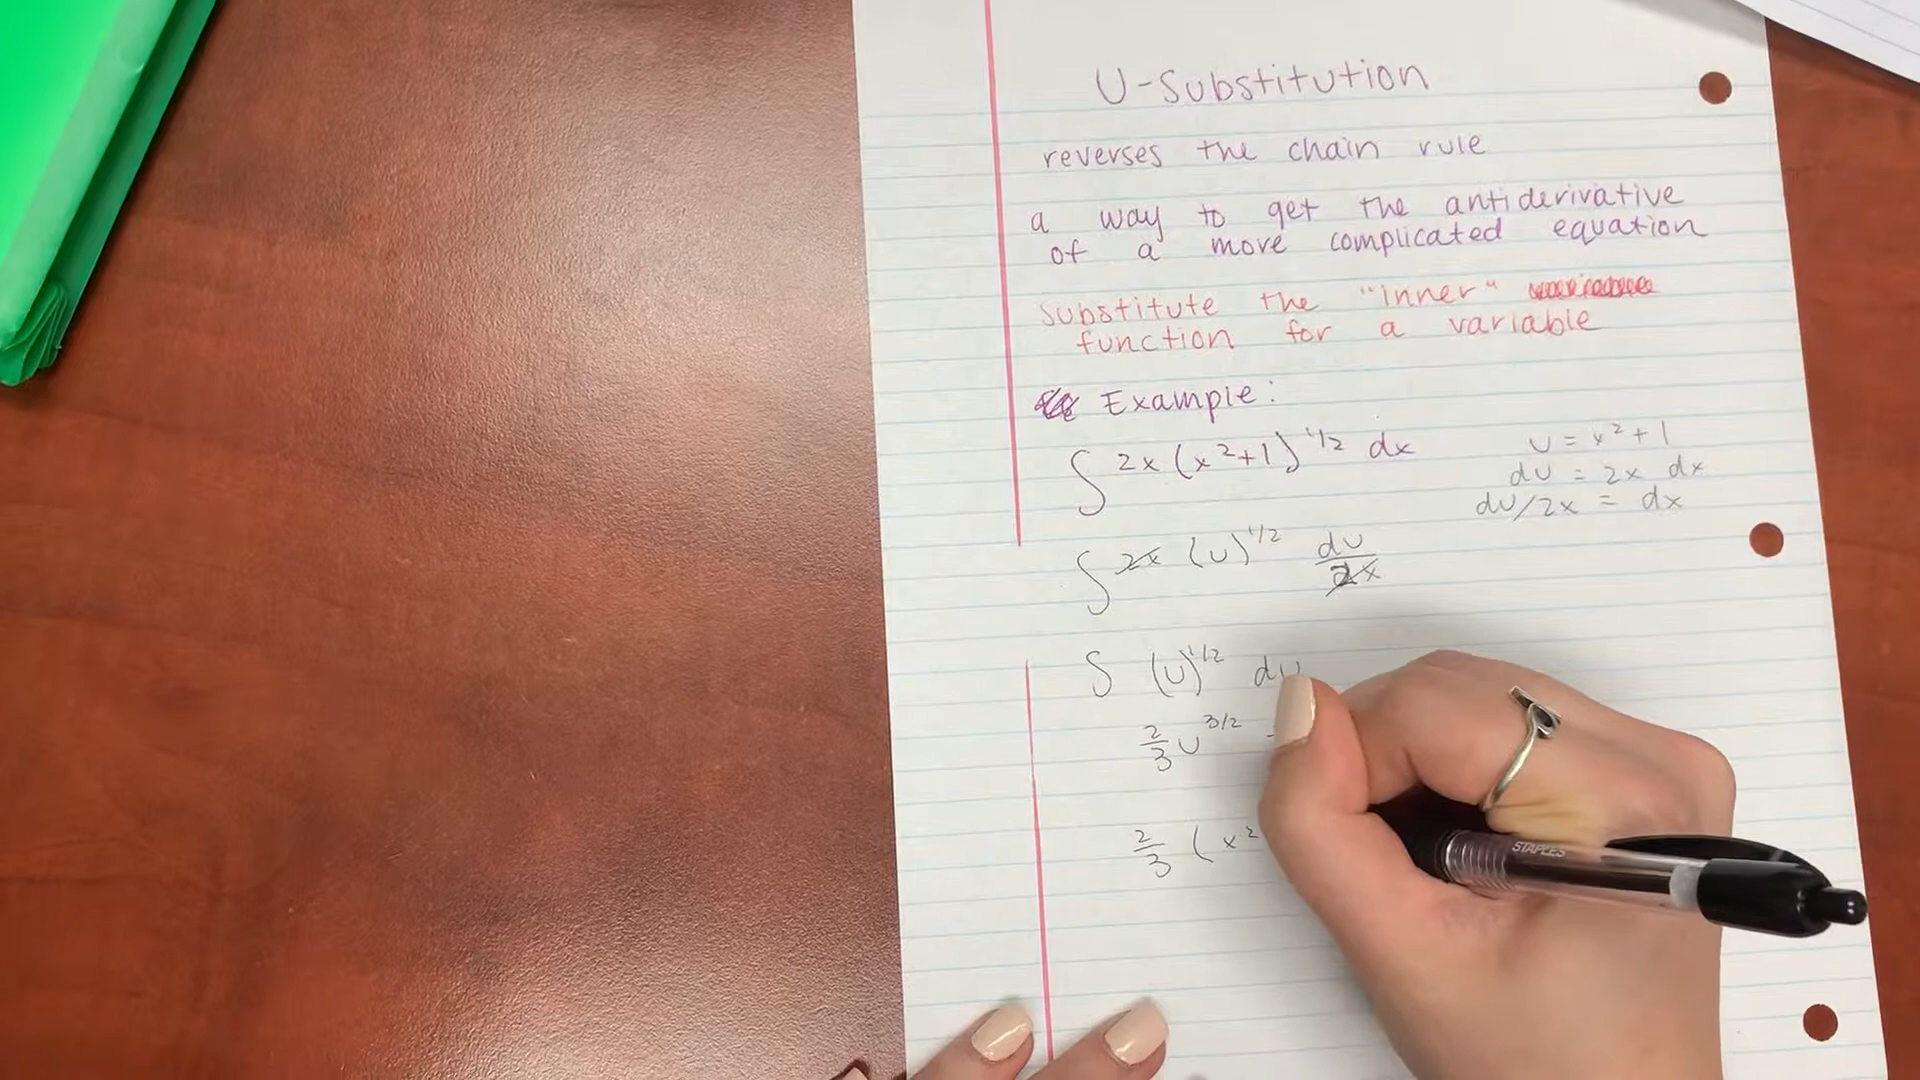 U-Substitution
reverses the chain rule
a way to get the antiderivative
of a more complicated equation
substitute the "inner"
function for a variable
Example:
∫ 2x (x²+1)^1/2 dx
u = x²+1
du = 2x dx
du/2x = dx
∫ 2x (u)^1/2 du/2x
∫ (u)^1/2 du
2/3 u^3/2
2/3 (x²
STAPLES